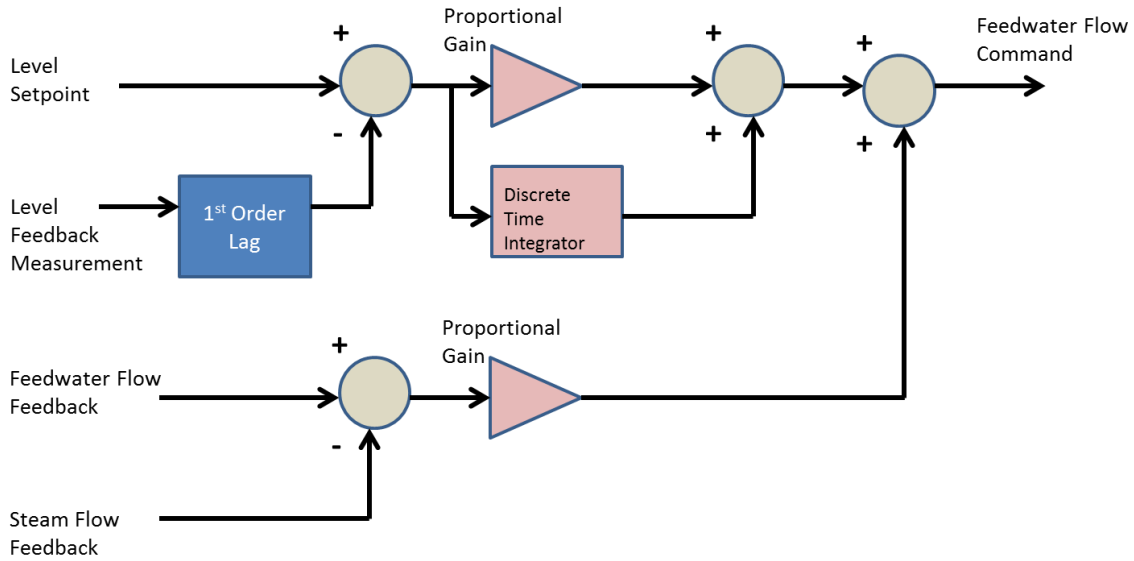 Proportional
Gain
Feedwater Flow
Command
+
+
+
Level
Setpoint
-
+
+
Level
Feedback
Measurement
1st Order
Lag
Discrete
Time
Integrator
Proportional
Gain
+
Feedwater Flow
Feedback
-
Steam Flow
Feedback